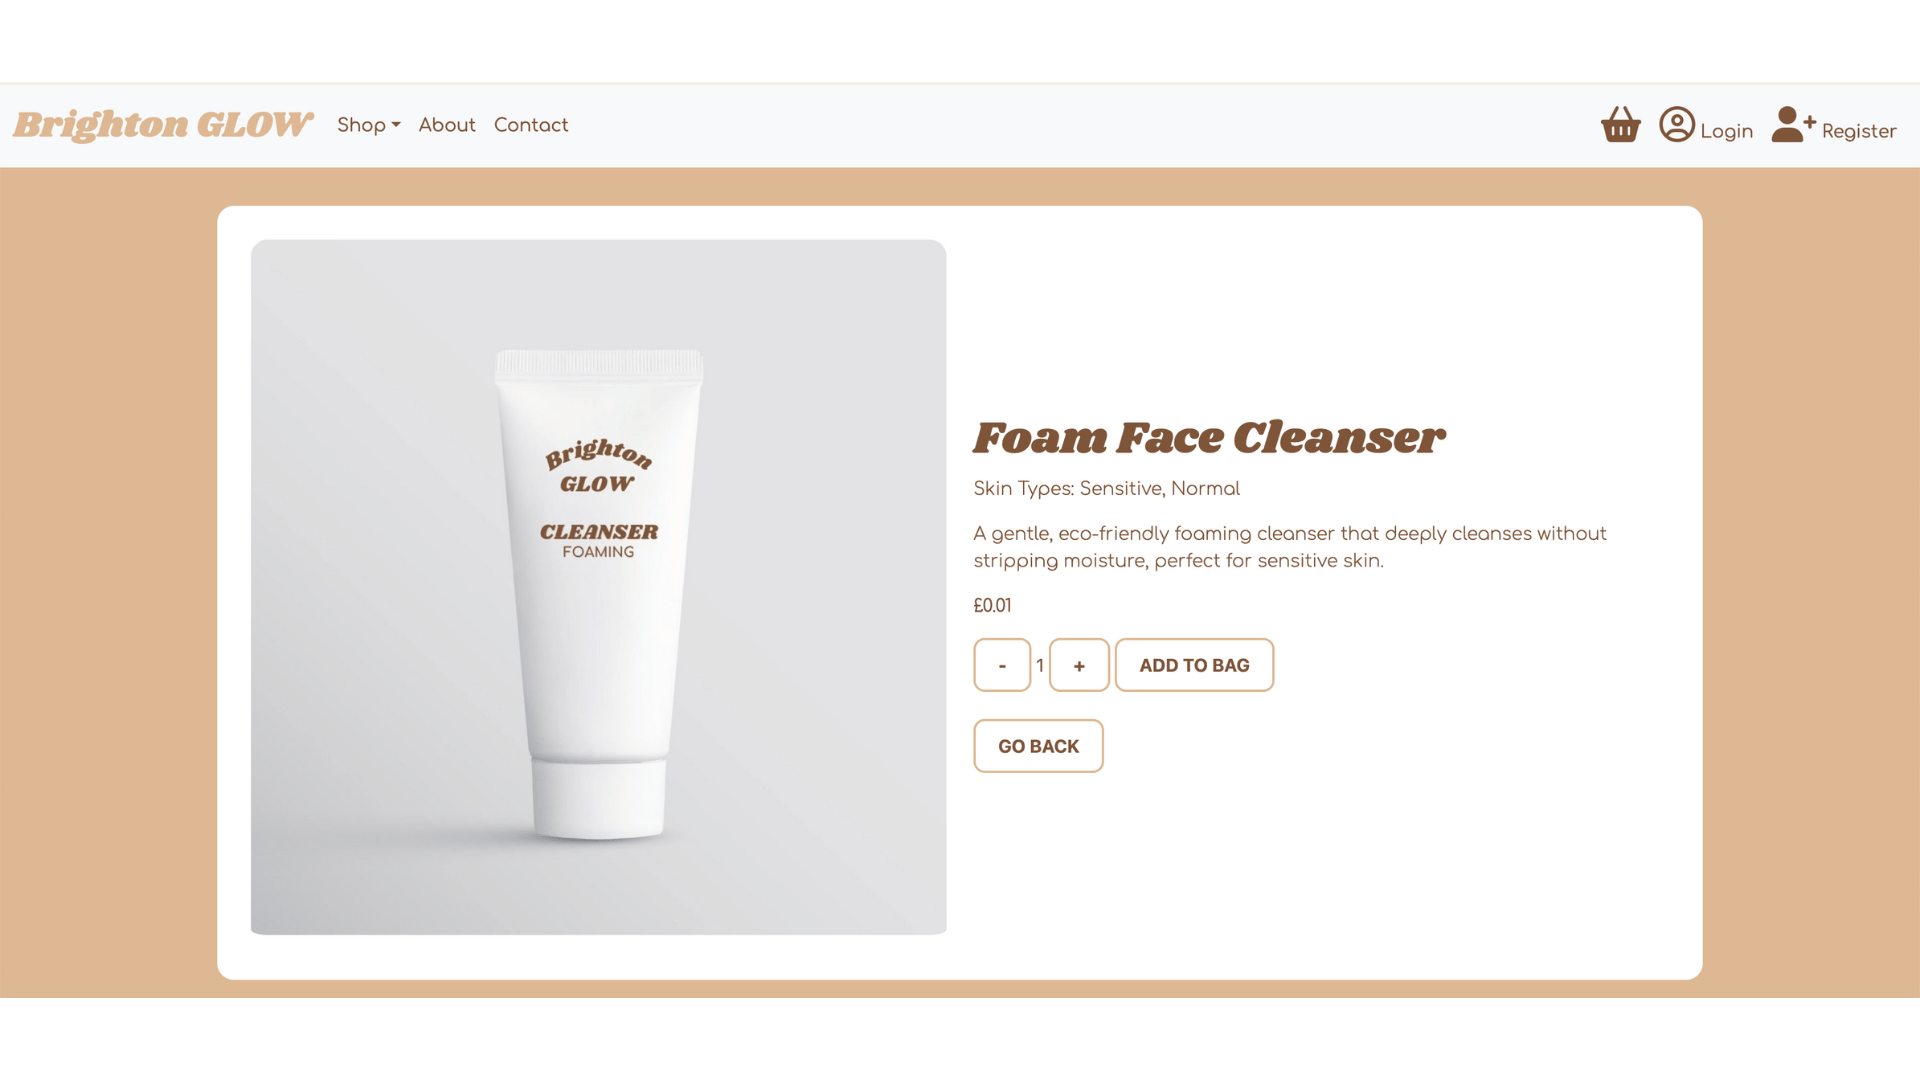 Brighton GLOW
Shop
About
Contact
Login
Register
Brighton
GLOW
CLEANSER
FOAMING
Foam Face Cleanser
Skin Types: Sensitive, Normal
A gentle, eco-friendly foaming cleanser that deeply cleanses without
stripping moisture, perfect for sensitive skin.
£0.01
- 1 + ADD TO BAG
GO BACK